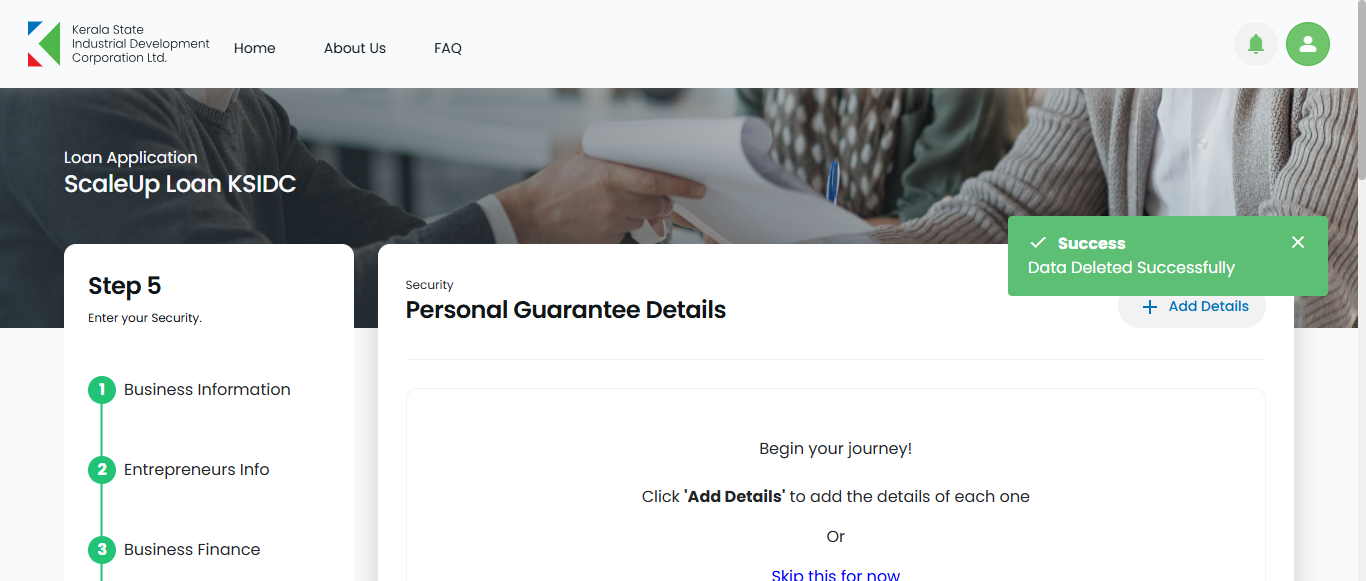 Kerala State
Industrial Development
Corporation Ltd.
Home
About Us
FAQ
Loan Application
ScaleUp Loan KSIDC
Success
Data Deleted Successfully
Step 5
Enter your Security.
1 Business Information
2 Entrepreneurs Info
3 Business Finance
Security
Personal Guarantee Details
Add Details
Begin your journey!
Click 'Add Details' to add the details of each one
Or
Skip this for now